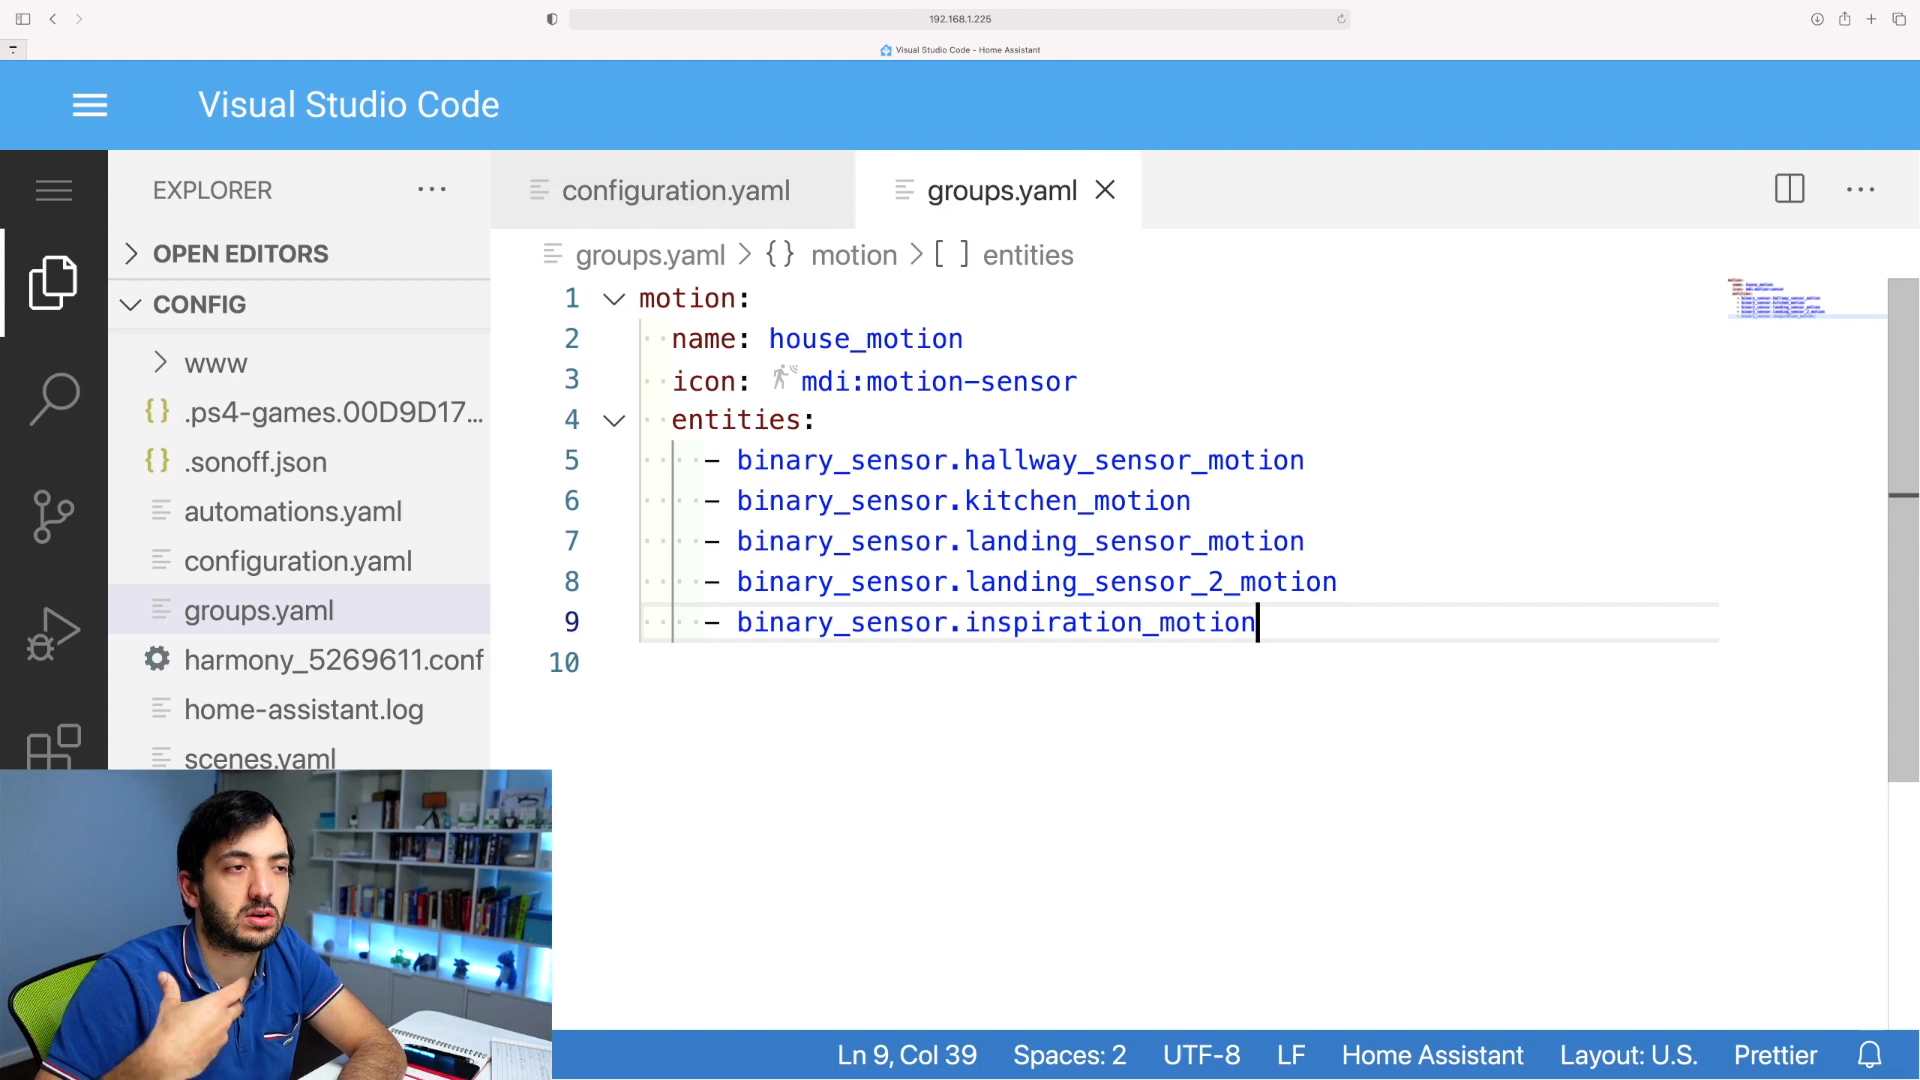 192.168.1.225
Visual Studio Code - Home Assistant
Visual Studio Code
EXPLORER
OPEN EDITORS
CONFIG
www
.ps4-games.00D9D17...
.sonoff.json
automations.yaml
configuration.yaml
groups.yaml
harmony_5269611.conf
home-assistant.log
scenes.yaml
configuration.yaml
groups.yaml
groups.yaml > {} motion > [ ] entities
1 motion:
2 name: house_motion
3 icon: mdi:motion-sensor
4 entities:
5 - binary_sensor.hallway_sensor_motion
6 - binary_sensor.kitchen_motion
7 - binary_sensor.landing_sensor_motion
8 - binary_sensor.landing_sensor_2_motion
9 - binary_sensor.inspiration_motion
10
Ln 9, Col 39 Spaces: 2 UTF-8 LF Home Assistant Layout: U.S. Prettier